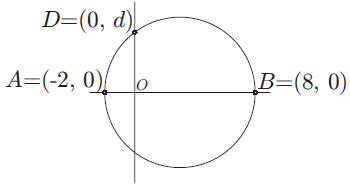 D=(0, d)
A=(-2, 0) O B=(8, 0)